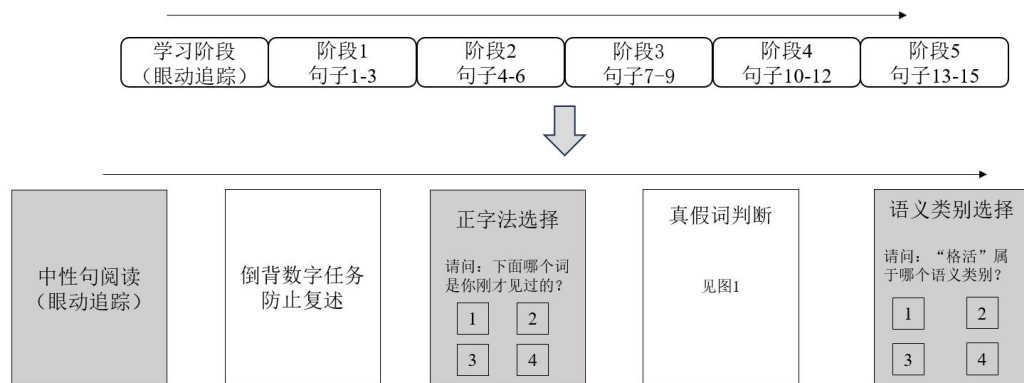 学习阶段
（眼动追踪）
阶段1
句子1-3
阶段2
句子4-6
阶段3
句子7-9
阶段4
句子10-12
阶段5
句子13-15
中性句阅读
（眼动追踪）
倒背数字任务
防止复述
正字法选择
请问：下面哪个词
是你刚才见过的？
1 2
3 4
真假词判断
见图1
语义类别选择
请问：“格活”属
于哪个语义类别？
1 2
3 4